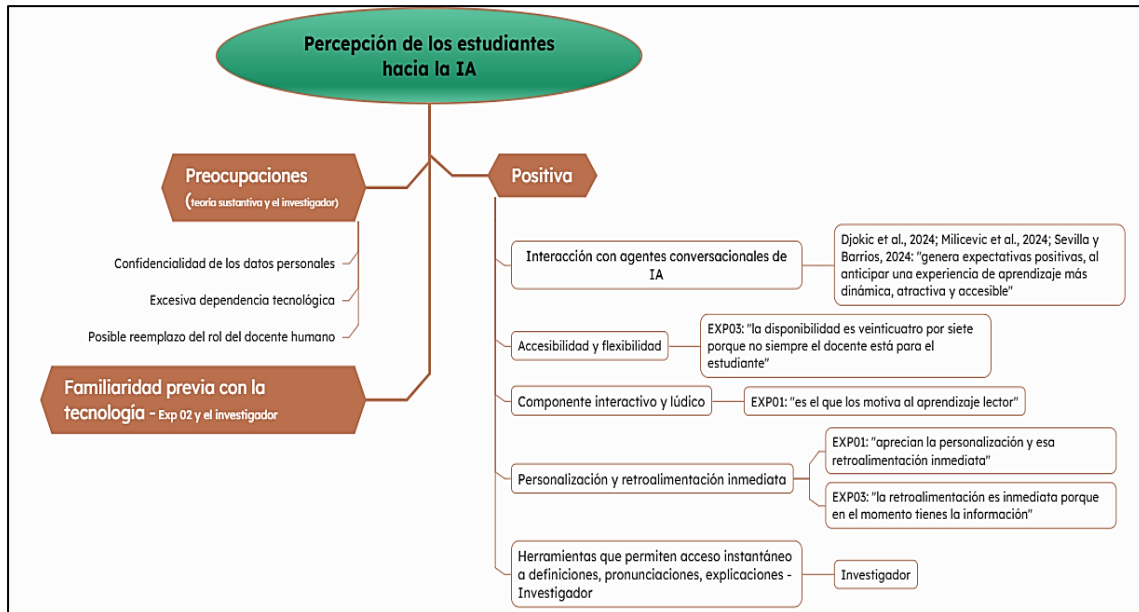 Percepción de los estudiantes
hacia la IA
Preocupaciones
(teoría sustantiva y el investigador)
Confidencialidad de los datos personales
Excesiva dependencia tecnológica
Posible reemplazo del rol del docente humano
Familiaridad previa con la
tecnología - Exp 02 y el investigador
Positiva
Interacción con agentes conversacionales de
IA
Djokic et al., 2024; Milicevic et al., 2024; Sevilla y
Barrios, 2024: "genera expectativas positivas, al
anticipar una experiencia de aprendizaje más
dinámica, atractiva y accesible"
Accesibilidad y flexibilidad
EXP03: "la disponibilidad es veinticuatro por siete
porque no siempre el docente está para el
estudiante"
Componente interactivo y lúdico
EXP01: "es el que los motiva al aprendizaje lector"
Personalización y retroalimentación inmediata
EXP01: "aprecian la personalización y esa
retroalimentación inmediata"
EXP03: "la retroalimentación es inmediata porque
en el momento tienes la información"
Herramientas que permiten acceso instantáneo
a definiciones, pronunciaciones, explicaciones -
Investigador
Investigador